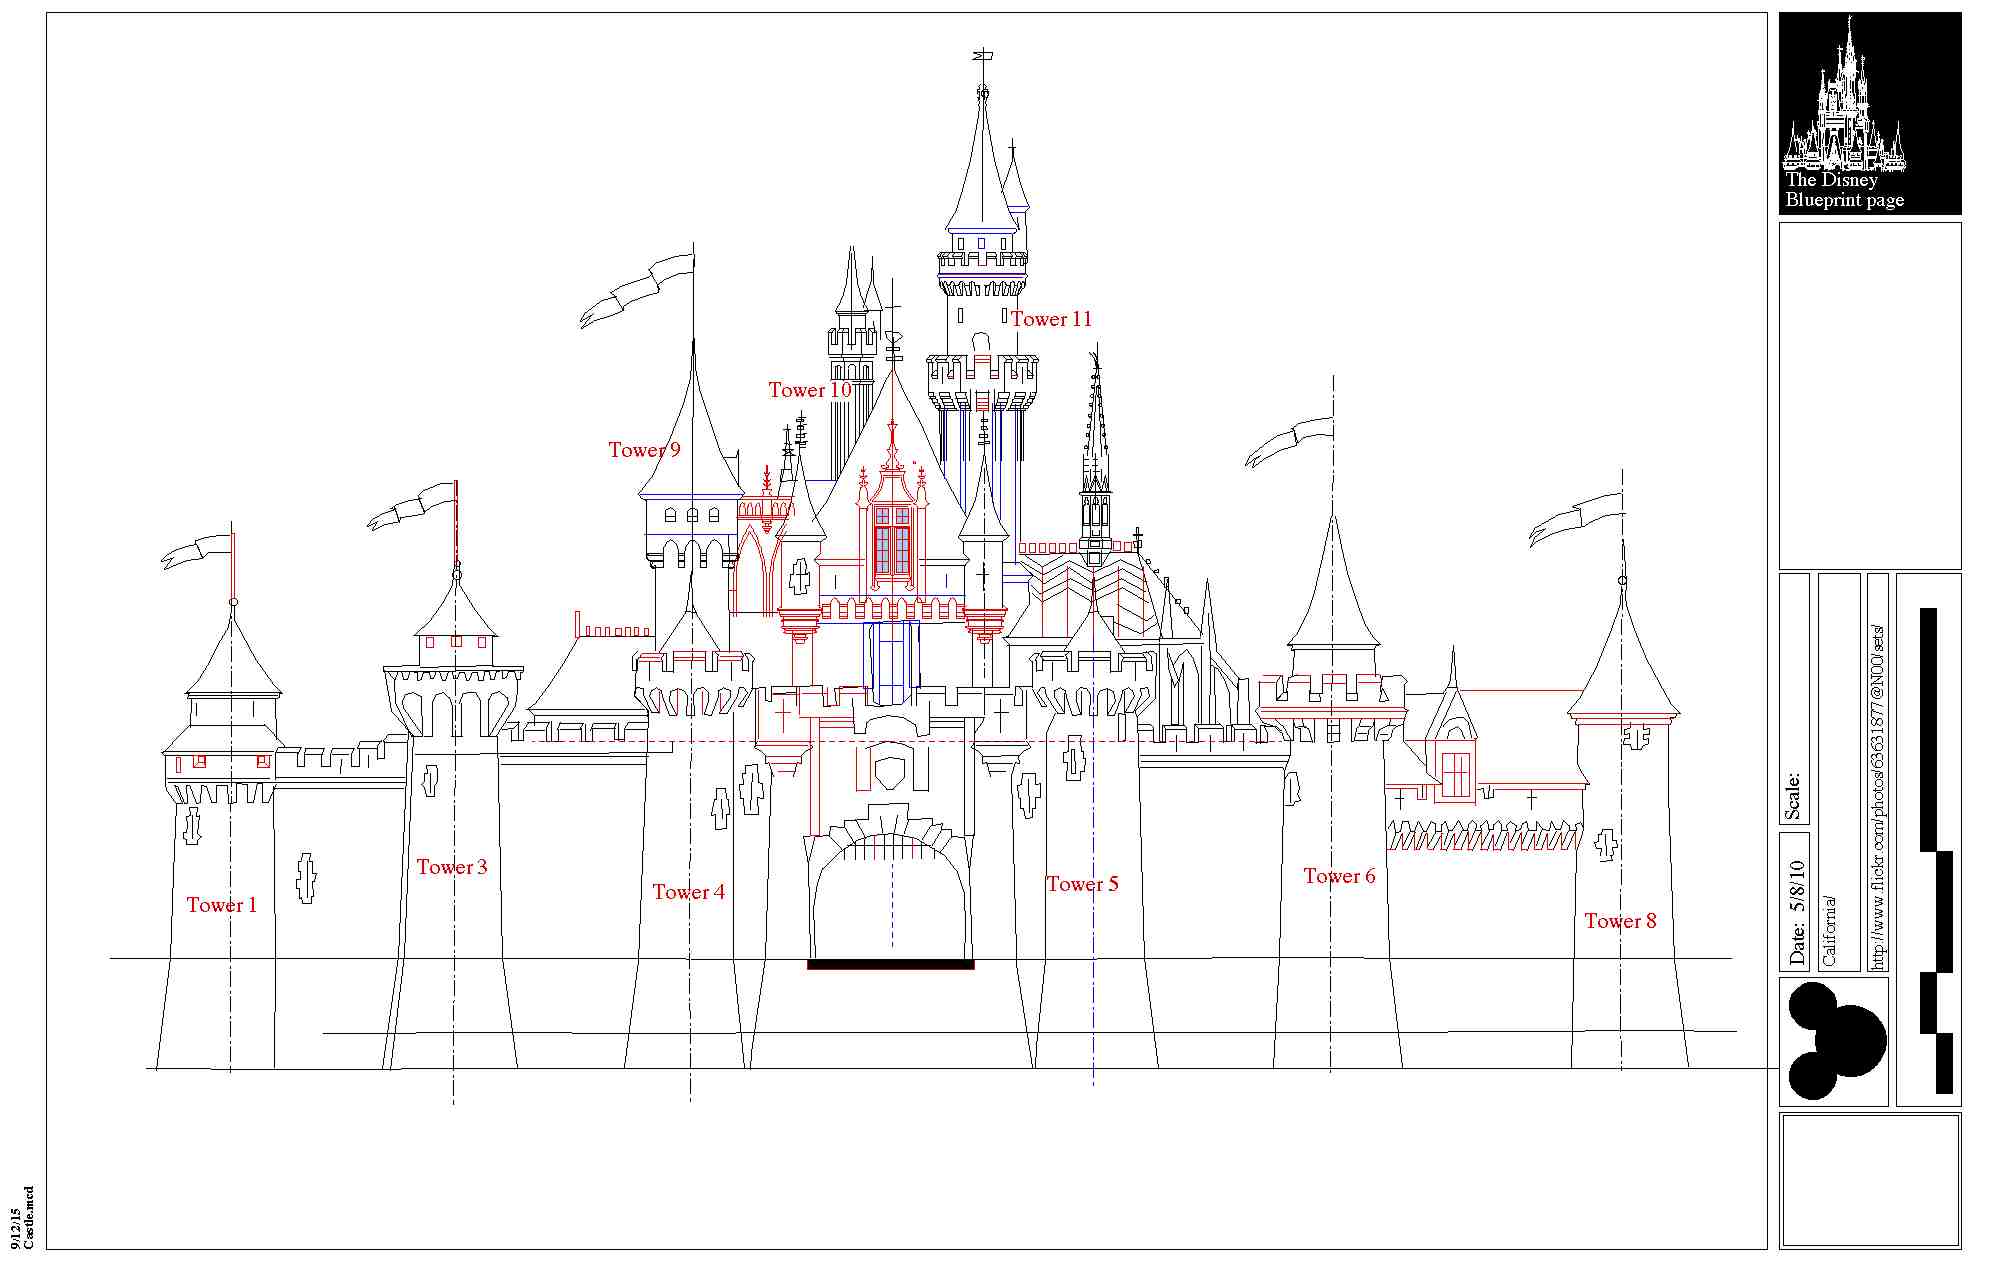 The Disney
Blueprint page
Tower 11
Tower 10
Tower 9
Tower 3
Tower 6
Tower 5
Tower 4
Tower 1
Tower 8
Scale:
Date: 5/8/10
California/
http://www.flickr.com/photos/63631877@N00/sets/
9/12/15
Castle.mcd